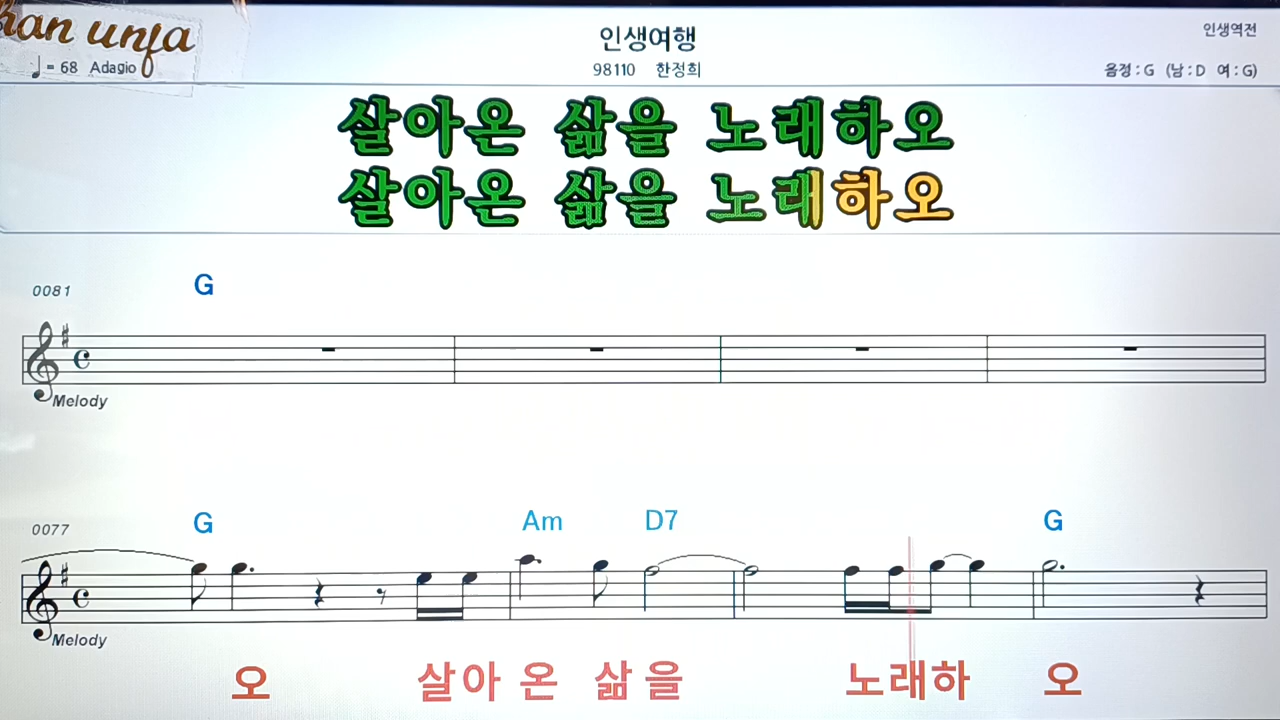 han unfa
♩= 68 Adagio
인생여행
98110 한정희
인생역전
음정 : G (남 : D 여 : G)
살아온 삶을 노래하오
살아온 삶을 노래하오
0081
G
Melody
0077
G Am D7 G
Melody
오 살아 온 삶 을 노래하 오